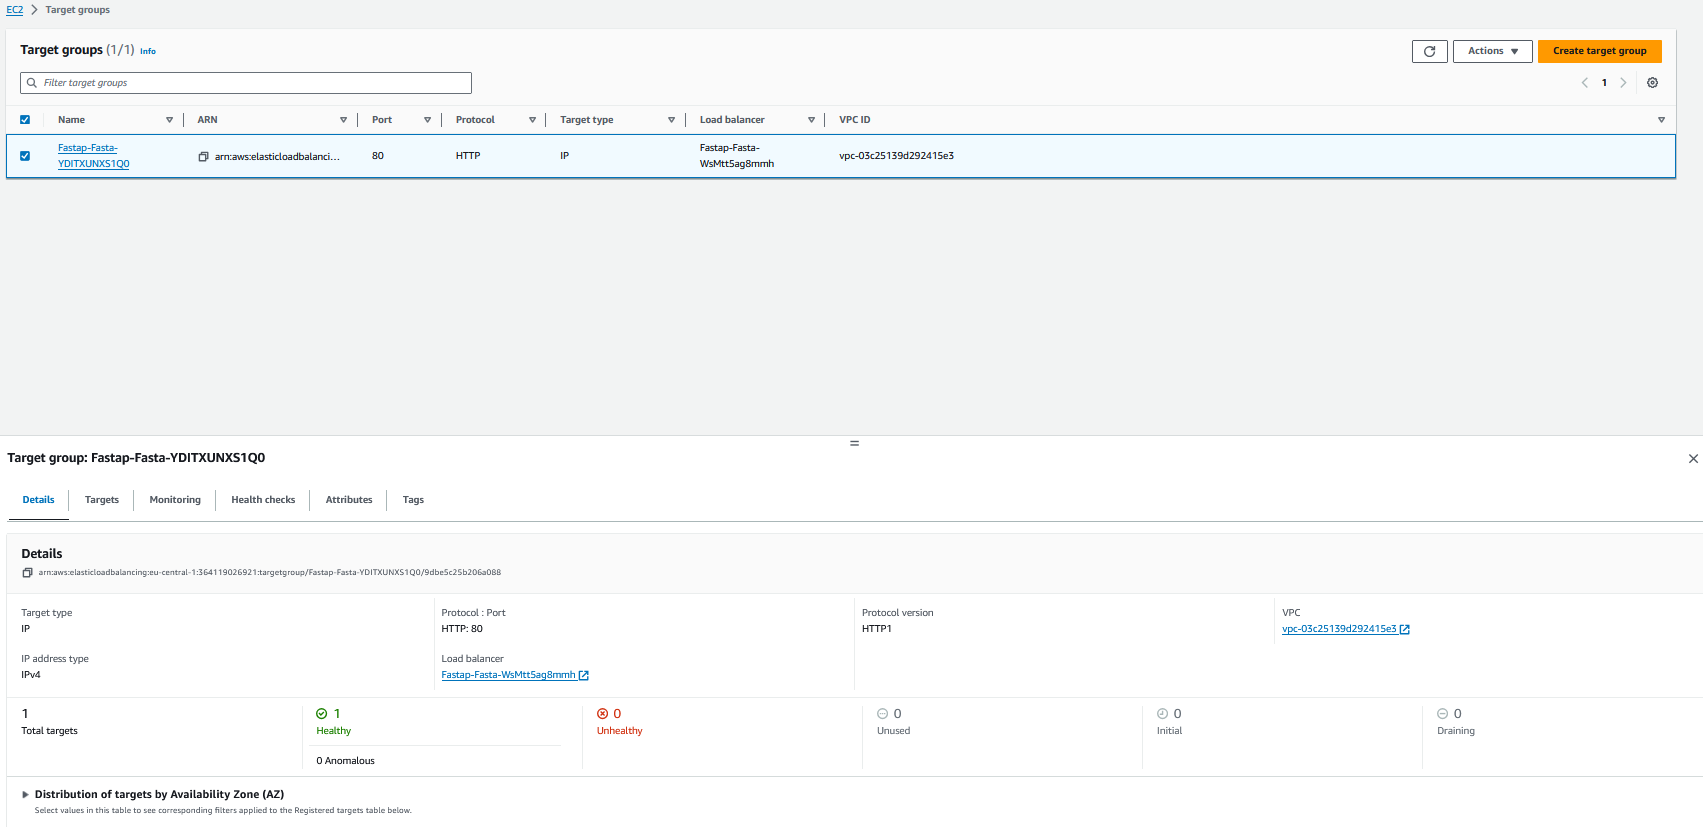 EC2 > Target groups
Target groups (1/1) Info
Actions
Create target group
Filter target groups
1
Name
ARN
Port
Protocol
Target type
Load balancer
VPC ID
Fastap-Fasta-
YDITXUNXS1Q0
arn:aws:elasticloadbalanci...
80
HTTP
IP
Fastap-Fasta-
WsMtt5ag8mmh
vpc-03c25139d292415e3
Target group: Fastap-Fasta-YDITXUNXS1Q0
Details
Targets
Monitoring
Health checks
Attributes
Tags
Details
arn:aws:elasticloadbalancing:eu-central-1:364119026921:targetgroup/Fastap-Fasta-YDITXUNXS1Q0/9dbe5c25b206a088
Target type
IP
Protocol : Port
HTTP: 80
Protocol version
HTTP1
VPC
vpc-03c25139d292415e3
IP address type
IPv4
Load balancer
Fastap-Fasta-WsMtt5ag8mmh
1
Total targets
1
Healthy
0 Anomalous
0
Unhealthy
0
Unused
0
Initial
0
Draining
Distribution of targets by Availability Zone (AZ)
Select values in this table to see corresponding filters applied to the Registered targets table below.